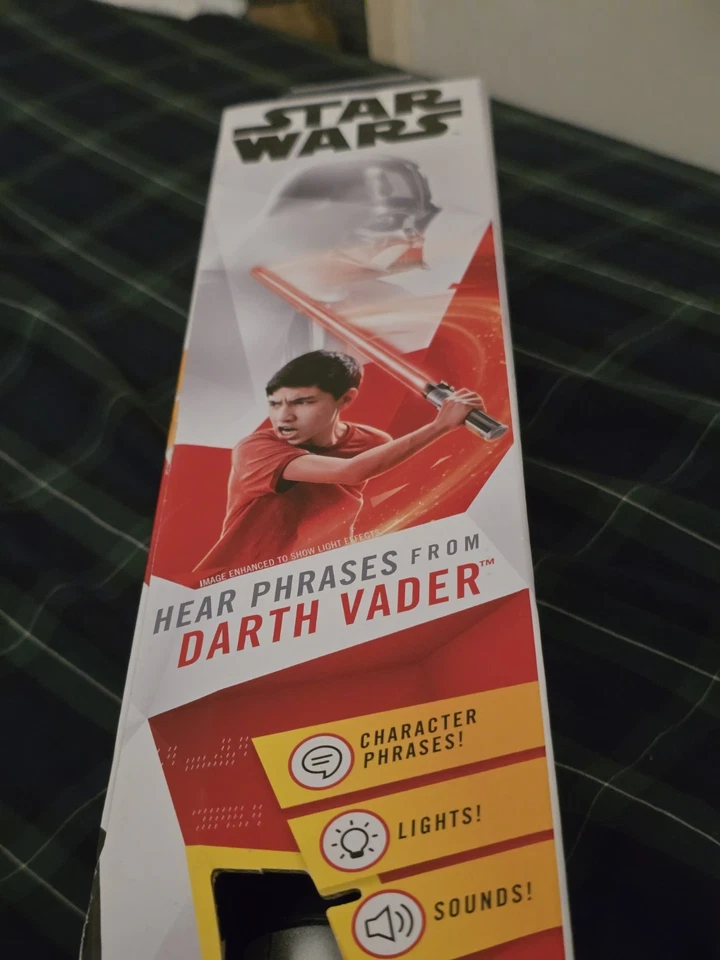 STAR
WARS
IMAGE ENHANCED TO SHOW LIGHT EFFECTS
HEAR PHRASES FROM
DARTH VADER™
CHARACTER
PHRASES!
LIGHTS!
SOUNDS!